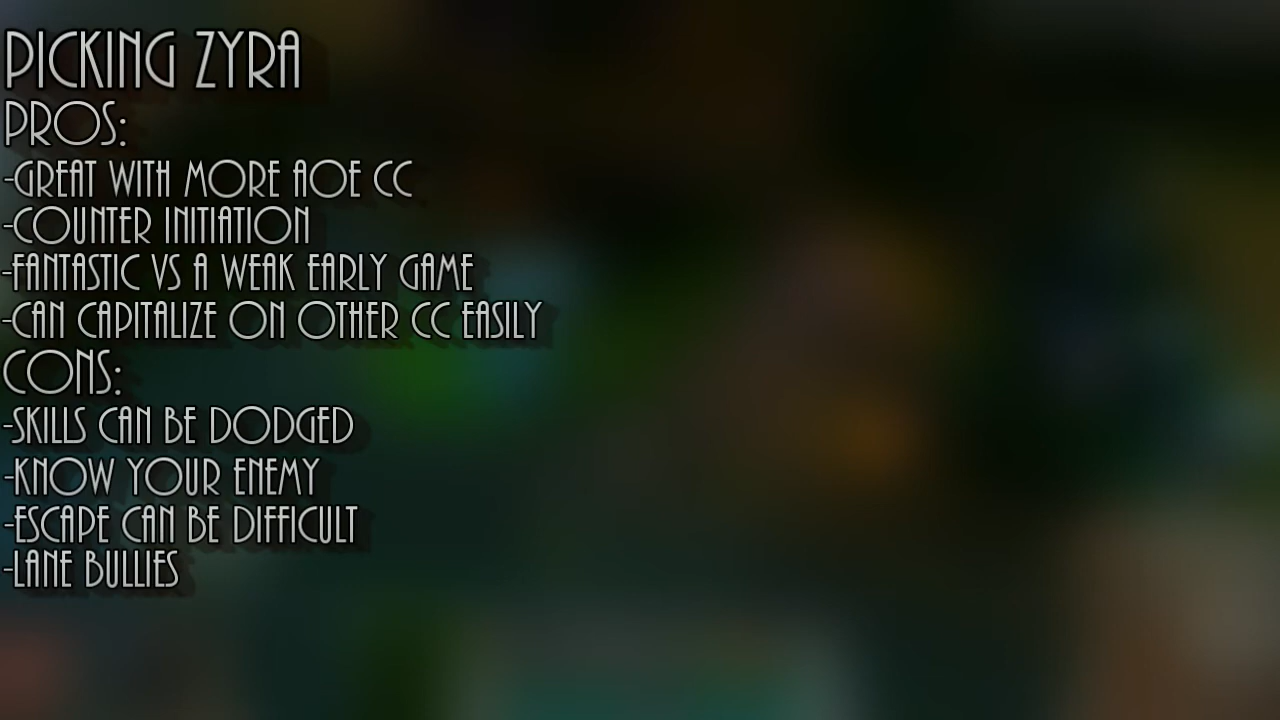 PICKING ZYRA
PROS:
-GREAT WITH MORE AOE CC
-COUNTER INITIATION
-FANTASTIC VS A WEAK EARLY GAME
-CAN CAPITALIZE ON OTHER CC EASILY
CONS:
-SKILLS CAN BE DODGED
-KNOW YOUR ENEMY
-ESCAPE CAN BE DIFFICULT
-LANE BULLIES